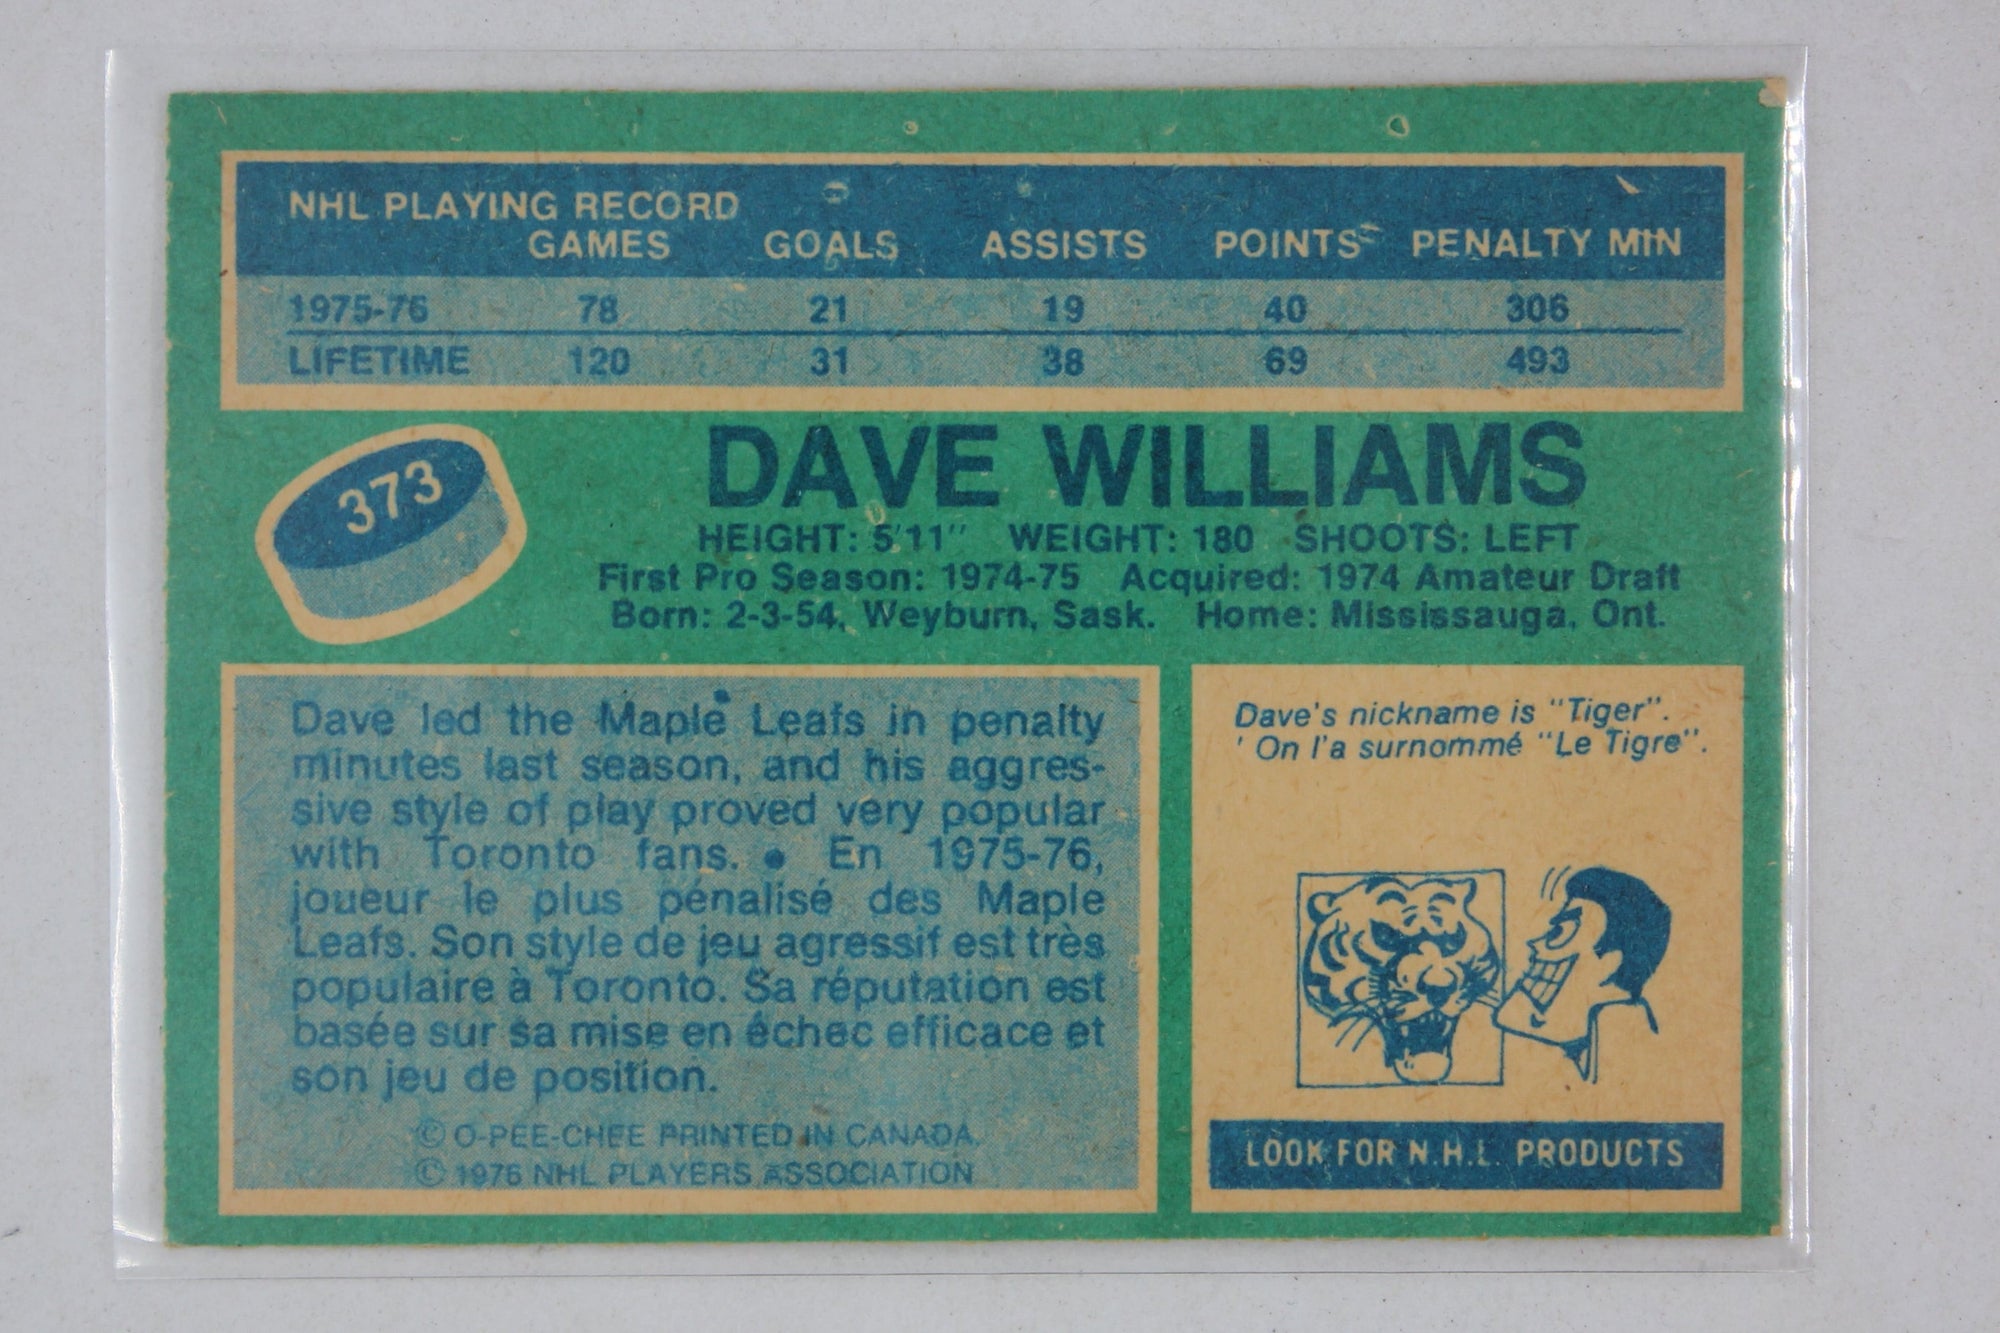 NHL PLAYING RECORD
GAMES GOALS ASSISTS POINTS PENALTY MIN
1975-76 78 21 19 40 306
LIFETIME 120 31 38 69 493
373
DAVE WILLIAMS
HEIGHT: 5'11" WEIGHT: 180 SHOOTS: LEFT
First Pro Season: 1974-75 Acquired: 1974 Amateur Draft
Born: 2-3-54, Weyburn, Sask. Home: Mississauga, Ont.
Dave led the Maple Leafs in penalty
minutes last season, and his aggres-
sive style of play proved very popular
with Toronto fans. • En 1975-76,
joueur le plus pénalisé des Maple
Leafs. Son style de jeu agressif est très
populaire à Toronto. Sa réputation est
basée sur sa mise en échec efficace et
son jeu de position.
© O-PEE-CHEE PRINTED IN CANADA.
© 1976 NHL PLAYERS ASSOCIATION
Dave's nickname is "Tiger".
' On l'a surnommé "Le Tigre".
LOOK FOR N.H.L. PRODUCTS